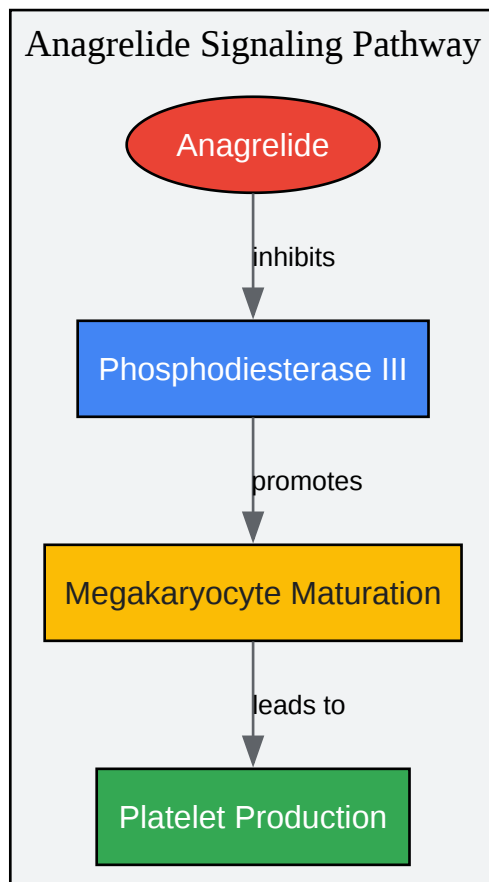 Anagrelide Signaling Pathway
Anagrelide
inhibits
Phosphodiesterase III
promotes
Megakaryocyte Maturation
leads to
Platelet Production